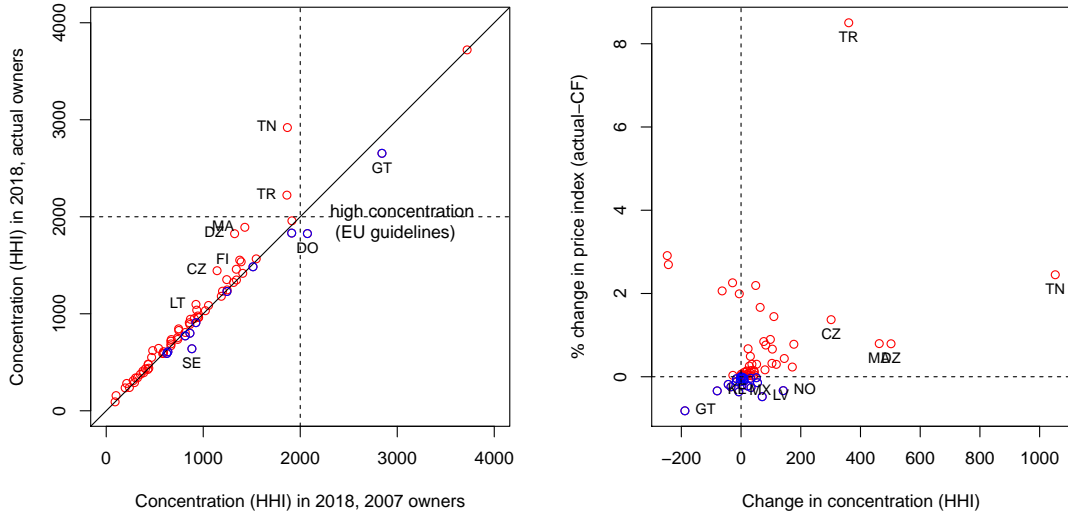 Concentration (HHI) in 2018, actual owners
4000
3000
2000
1000
0
TN
GT
TR
high concentration
(EU guidelines)
MA
DZ
DO
FI
CZ
LT
SE
0 1000 2000 3000 4000
Concentration (HHI) in 2018, 2007 owners
% change in price index (actual−CF)
8
6
4
2
0
TR
TN
CZ
MA
DZ
MX
NO
LV
GT
−200 0 200 400 600 800 1000
Change in concentration (HHI)